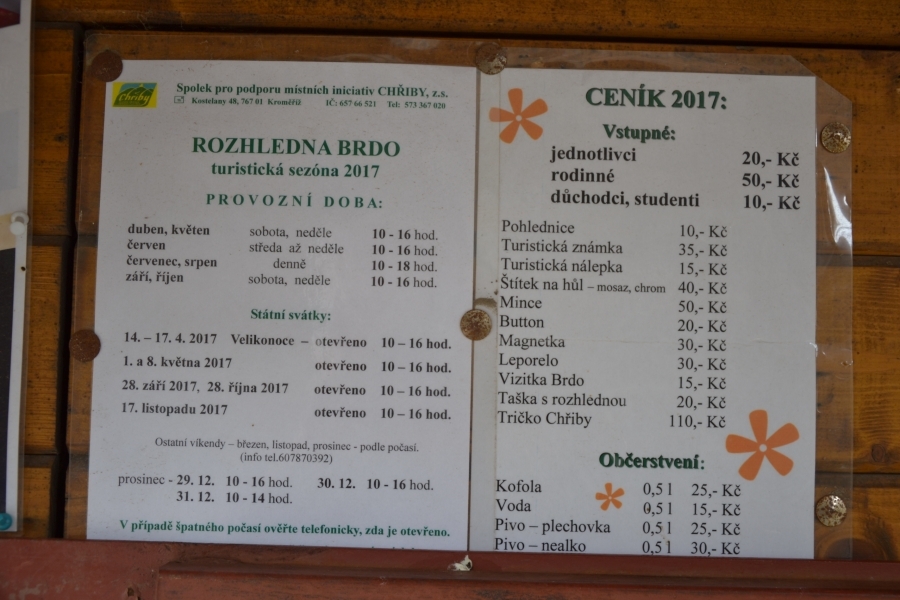 Chřiby
Spolek pro podporu místních iniciativ CHŘIBY, z.s.
Kostelany 48, 767 01 Kroměříž IČ: 657 66 521 Tel: 573 367 020
ROZHLEDNA BRDO
turistická sezóna 2017
PROVOZNÍ DOBA:
duben, květen sobota, neděle 10 - 16 hod.
červen středa až neděle 10 - 16 hod.
červenec, srpen denně 10 - 18 hod.
září, říjen sobota, neděle 10 - 16 hod.
Státní svátky:
14. – 17. 4. 2017 Velikonoce – otevřeno 10 – 16 hod.
1. a 8. května 2017 otevřeno 10 – 16 hod.
28. září 2017, 28. října 2017 otevřeno 10 – 16 hod.
17. listopadu 2017 otevřeno 10 – 16 hod.
Ostatní víkendy – březen, listopad, prosinec - podle počasí.
(info tel.607870392)
prosinec - 29. 12. 10 - 16 hod. 30. 12. 10 - 16 hod.
31. 12. 10 - 14 hod.
V případě špatného počasí ověřte telefonicky, zda je otevřeno.
CENÍK 2017:
Vstupné:
jednotlivci 20,- Kč
rodinné 50,- Kč
důchodci, studenti 10,- Kč
Pohlednice 10,- Kč
Turistická známka 35,- Kč
Turistická nálepka 15,- Kč
Štítek na hůl – mosaz, chrom 40,- Kč
Mince 50,- Kč
Button 20,- Kč
Magnetka 30,- Kč
Leporelo 30,- Kč
Vizitka Brdo 15,- Kč
Taška s rozhlednou 20,- Kč
Tričko Chřiby 110,- Kč
Občerstvení:
Kofola 0,5 l 25,- Kč
Voda 0,5 l 15,- Kč
Pivo – plechovka 0,5 l 25,- Kč
Pivo – nealko 0,5 l 30,- Kč